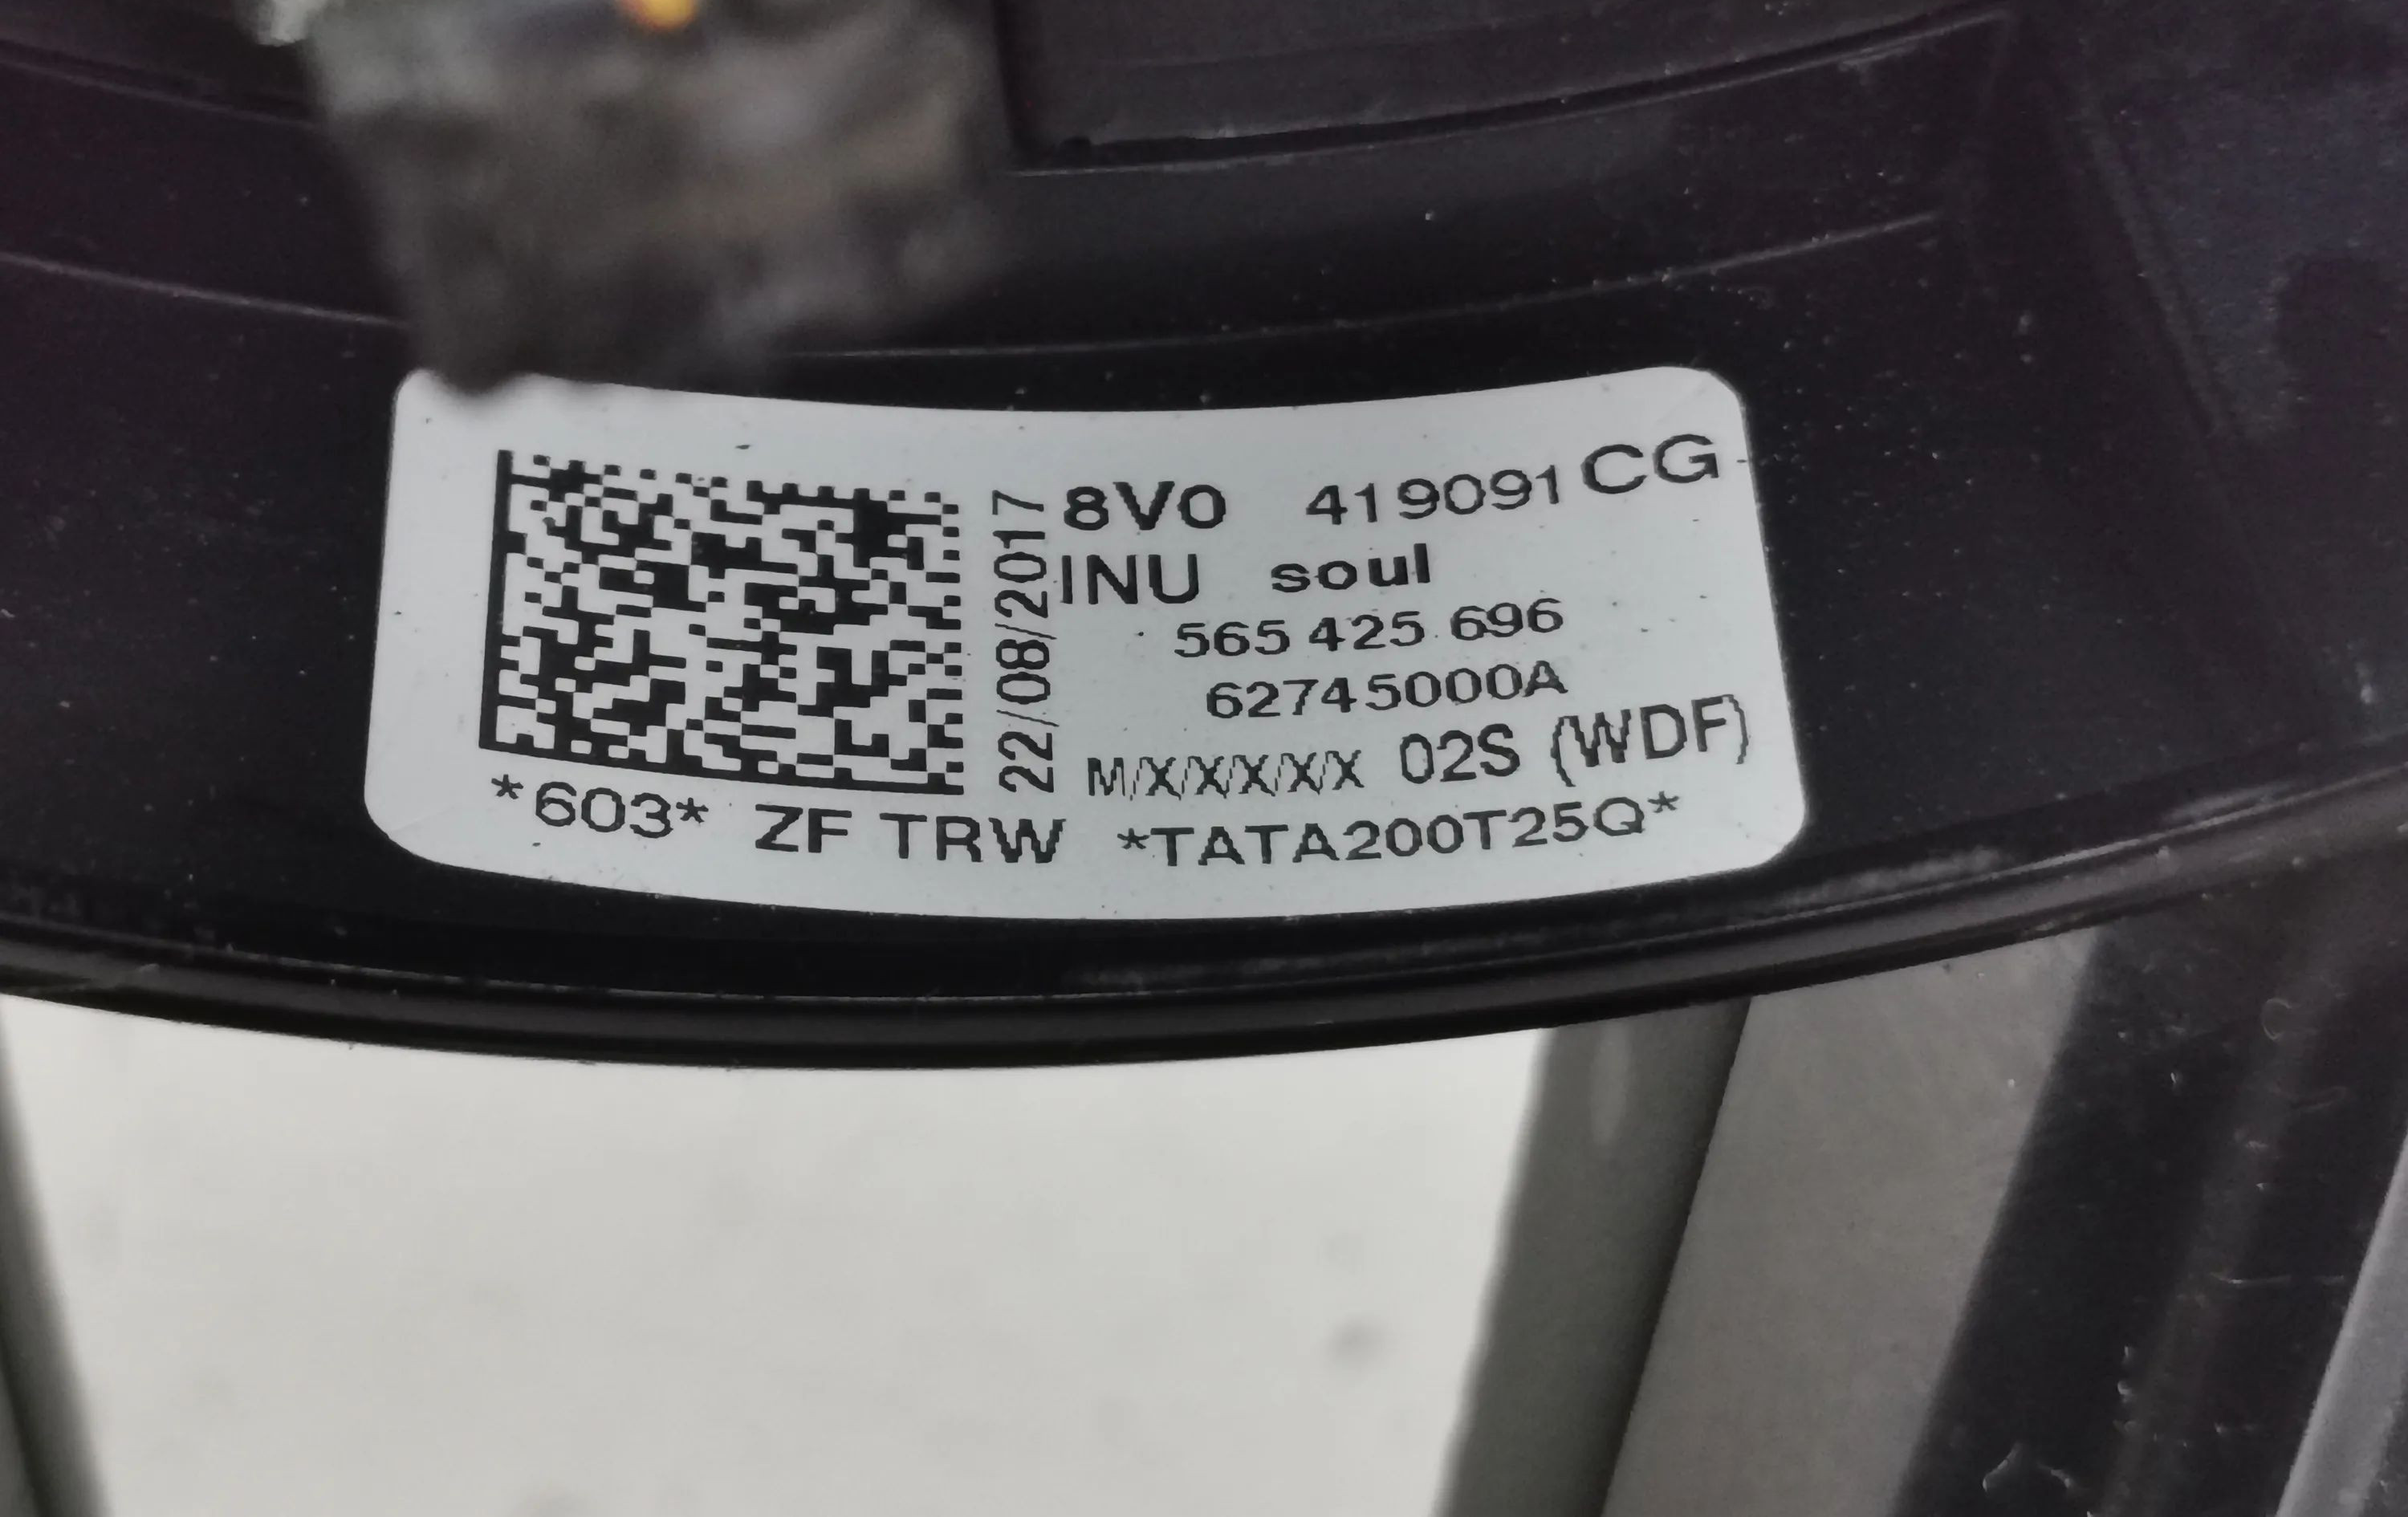 8V0 419091 CG
INU soul
565 425 696
62745000A
M/X/X/X/X/X 02S (WDF)
22/08/2017
*603* ZF TRW *TATA200T25Q*